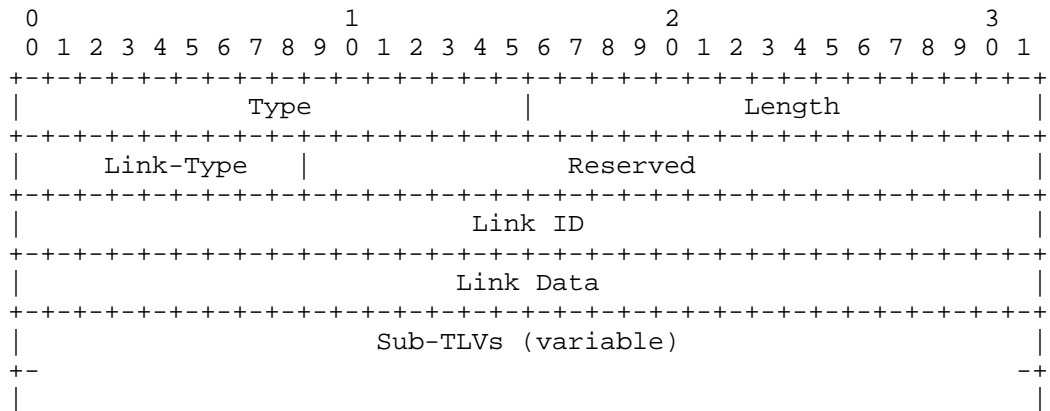 0                   1                   2                   3
0 1 2 3 4 5 6 7 8 9 0 1 2 3 4 5 6 7 8 9 0 1 2 3 4 5 6 7 8 9 0 1
+-+-+-+-+-+-+-+-+-+-+-+-+-+-+-+-+-+-+-+-+-+-+-+-+-+-+-+-+-+-+-+-+
|              Type             |             Length            |
+-+-+-+-+-+-+-+-+-+-+-+-+-+-+-+-+-+-+-+-+-+-+-+-+-+-+-+-+-+-+-+-+
|     Link-Type   |                Reserved                     |
+-+-+-+-+-+-+-+-+-+-+-+-+-+-+-+-+-+-+-+-+-+-+-+-+-+-+-+-+-+-+-+-+
|                            Link ID                            |
+-+-+-+-+-+-+-+-+-+-+-+-+-+-+-+-+-+-+-+-+-+-+-+-+-+-+-+-+-+-+-+-+
|                           Link Data                           |
+-+-+-+-+-+-+-+-+-+-+-+-+-+-+-+-+-+-+-+-+-+-+-+-+-+-+-+-+-+-+-+-+
|                      Sub-TLVs (variable)                      |
+-                                                             -+
|                                                               |